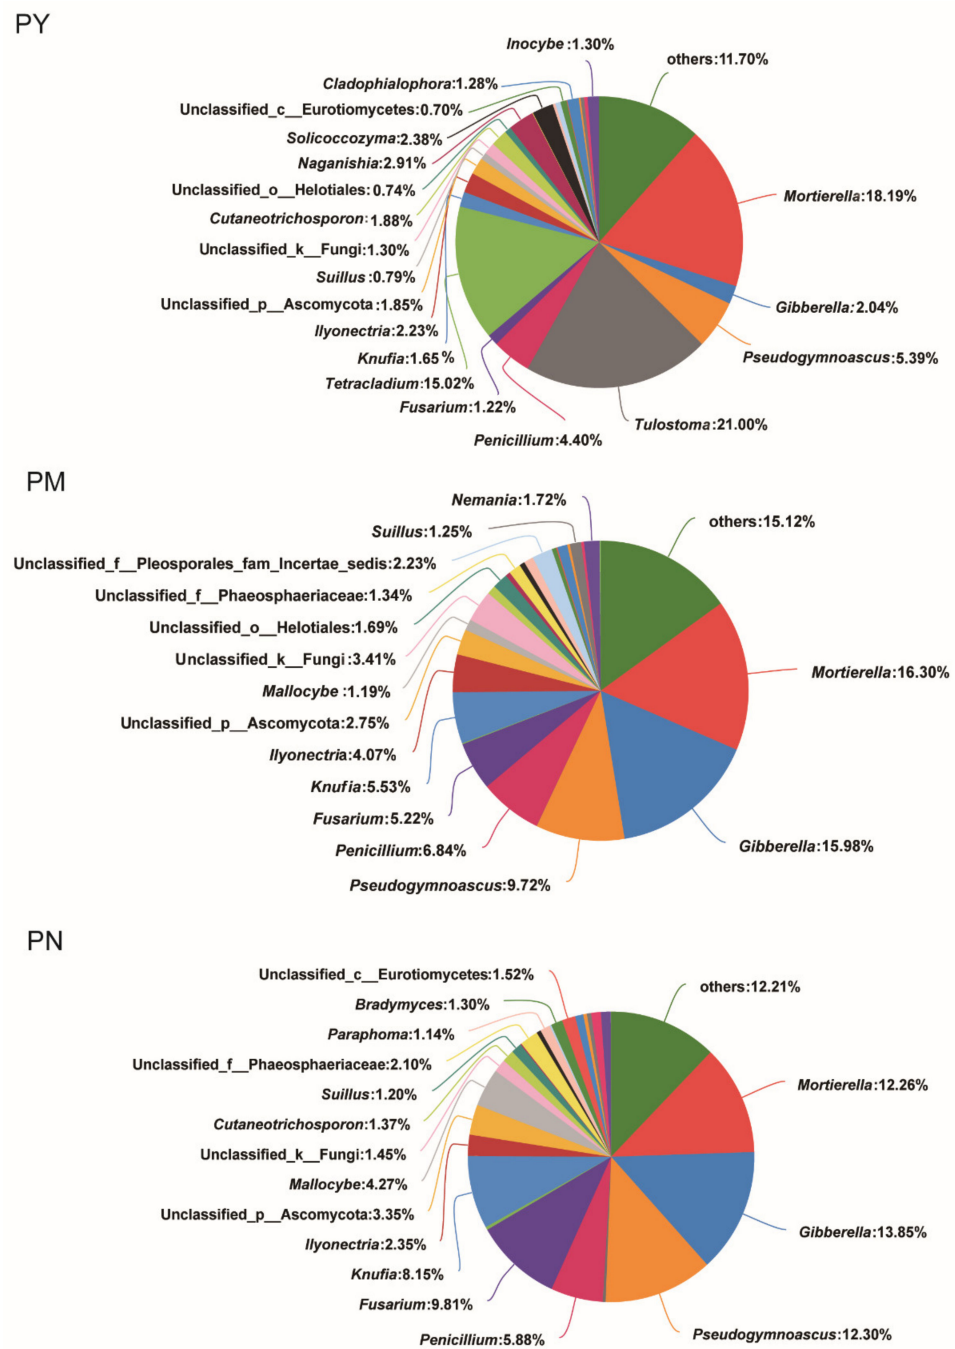 PY
Inocybe :1.30%
others:11.70%
Cladophialophora:1.28%
Unclassified_c__Eurotiomycetes:0.70%
Solicoccozyma:2.38%
Naganishia:2.91%
Unclassified_o__Helotiales:0.74%
Cutaneotrichosporon:1.88%
Unclassified_k__Fungi:1.30%
Suillus:0.79%
Unclassified_p__Ascomycota:1.85%
Ilyonectria:2.23%
Knufia:1.65%
Tetracladium:15.02%
Fusarium:1.22%
Penicillium:4.40%
Mortierella:18.19%
Gibberella:2.04%
Pseudogymnoascus:5.39%
Tulostoma:21.00%
PM
Nemania:1.72%
others:15.12%
Suillus:1.25%
Unclassified_f__Pleosporales_fam_Incertae_sedis:2.23%
Unclassified_f__Phaeosphaeriaceae:1.34%
Unclassified_o__Helotiales:1.69%
Unclassified_k__Fungi:3.41%
Mallocybe :1.19%
Unclassified_p__Ascomycota:2.75%
Ilyonectria:4.07%
Knufia:5.53%
Fusarium:5.22%
Penicillium:6.84%
Pseudogymnoascus:9.72%
Mortierella:16.30%
Gibberella:15.98%
PN
Unclassified_c__Eurotiomycetes:1.52%
others:12.21%
Bradymyces:1.30%
Paraphoma:1.14%
Unclassified_f__Phaeosphaeriaceae:2.10%
Suillus:1.20%
Cutaneotrichosporon:1.37%
Unclassified_k__Fungi:1.45%
Mallocybe:4.27%
Unclassified_p__Ascomycota:3.35%
Ilyonectria:2.35%
Knufia:8.15%
Fusarium:9.81%
Penicillium:5.88%
Mortierella:12.26%
Gibberella:13.85%
Pseudogymnoascus:12.30%